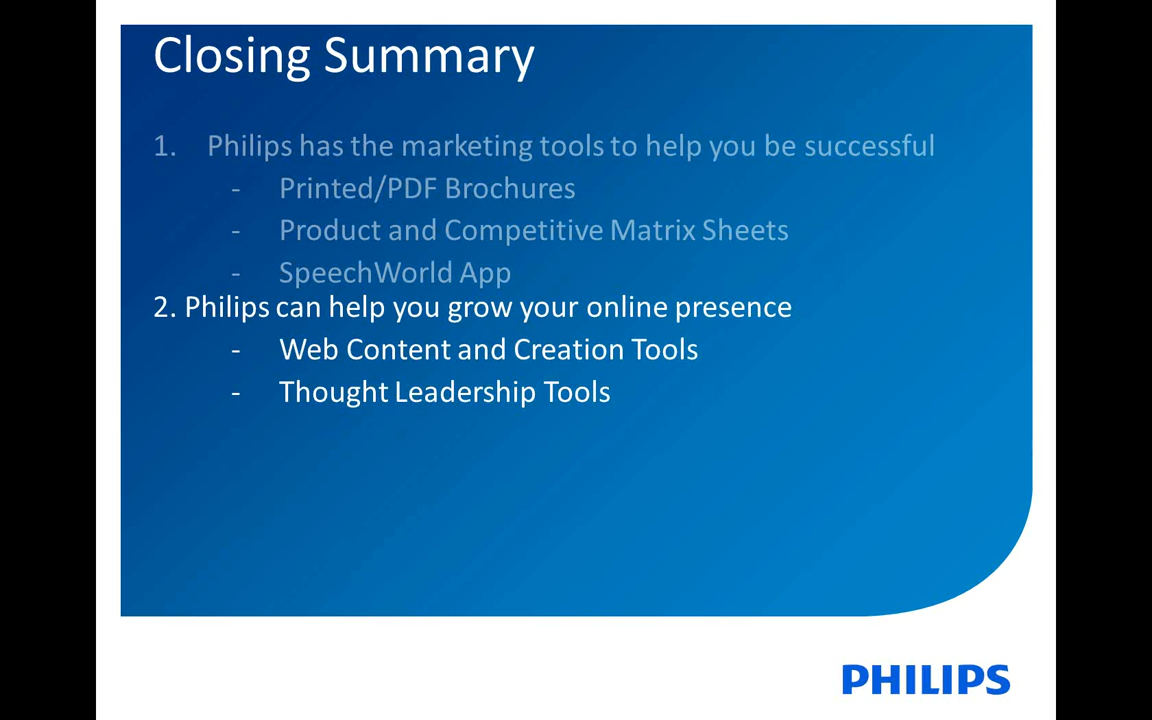 Closing Summary
1. Philips has the marketing tools to help you be successful
- Printed/PDF Brochures
- Product and Competitive Matrix Sheets
- SpeechWorld App
2. Philips can help you grow your online presence
- Web Content and Creation Tools
- Thought Leadership Tools
PHILIPS